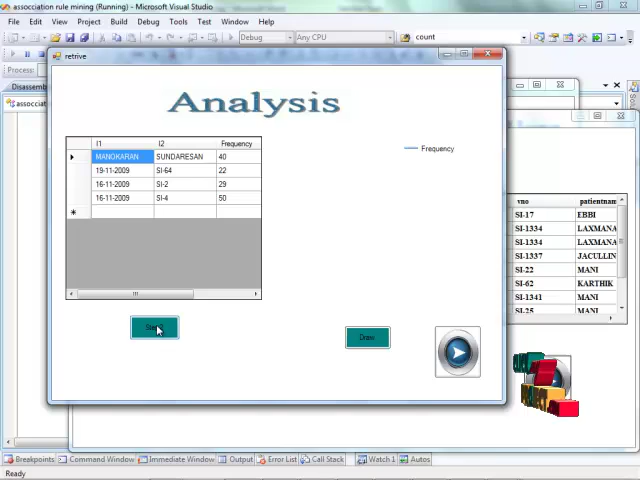 assocciation rule mining (Running) - Microsoft Visual Studio
File Edit View Project Build Debug Tools Test Window Help
Debug Any CPU count
Process:
retrive
Analysis
I1 I2 Frequency
MANOKARAN SUNDARESAN 40
19-11-2009 SI-64 22
16-11-2009 SI-2 29
16-11-2009 SI-4 50
Frequency
Draw
vno patientnam
SI-17 EBBI
SI-1334 LAXMANA
SI-1334 LAXMANA
SI-1337 JACULLIN
SI-22 MANI
SI-62 KARTHIK
SI-1341 MANI
SI-25 MANI
Breakpoints Command Window Immediate Window Output Error List Call Stack Watch 1 Autos
Ready